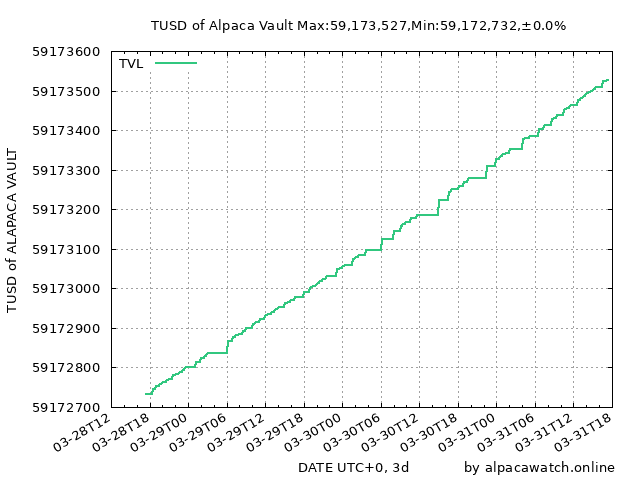 TUSD of Alpaca Vault Max:59,173,527,Min:59,172,732,±0.0%
TVL
59173600
59173500
59173400
59173300
59173200
59173100
59173000
59172900
59172800
59172700
TUSD of ALAPACA VAULT
03-28T12
03-28T18
03-29T00
03-29T06
03-29T12
03-29T18
03-30T00
03-30T06
03-30T12
03-30T18
03-31T00
03-31T06
03-31T12
03-31T18
DATE UTC+0, 3d
by alpacawatch.online